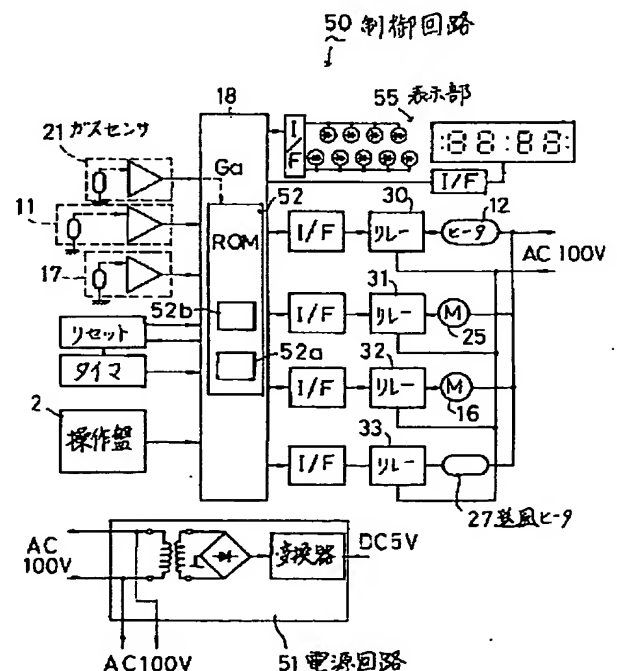 50 制御回路
18
55 表示部
I/F
:88:88.
I/F
21 ガスセンサ
Ga
11
17
ROM
52
52b
52a
リセット
タイマ
2
操作盤
I/F
30
リレー
12
ヒータ
AC 100V
I/F
31
リレー
M
25
I/F
32
リレー
M
16
I/F
33
リレー
27 送風ヒータ
AC
100V
変換器
DC5V
AC100V
51 電源回路